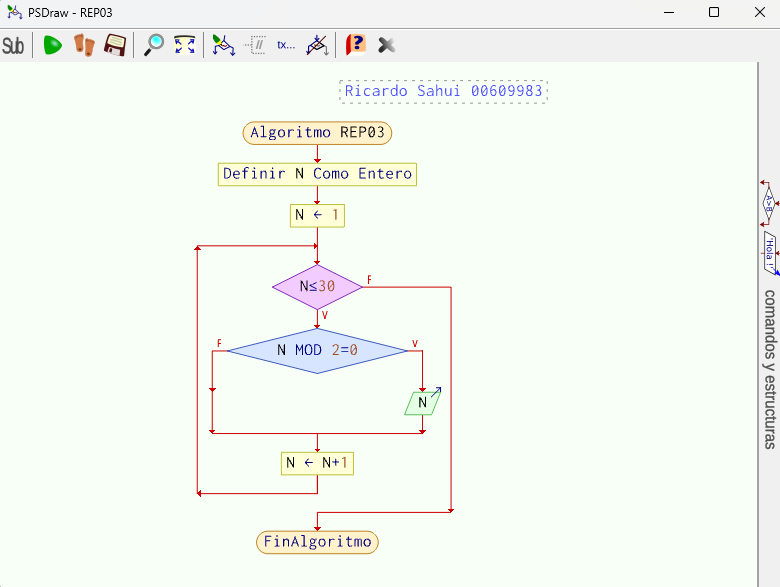 PSDraw - REP03
Sub
tx...
?
Ricardo Sahui 00609983
Algoritmo REP03
Definir N Como Entero
N ← 1
N≤30
F
V
N MOD 2=0
F
V
N
N ← N+1
FinAlgoritmo
A>B
"Hola !"
comandos y estructuras